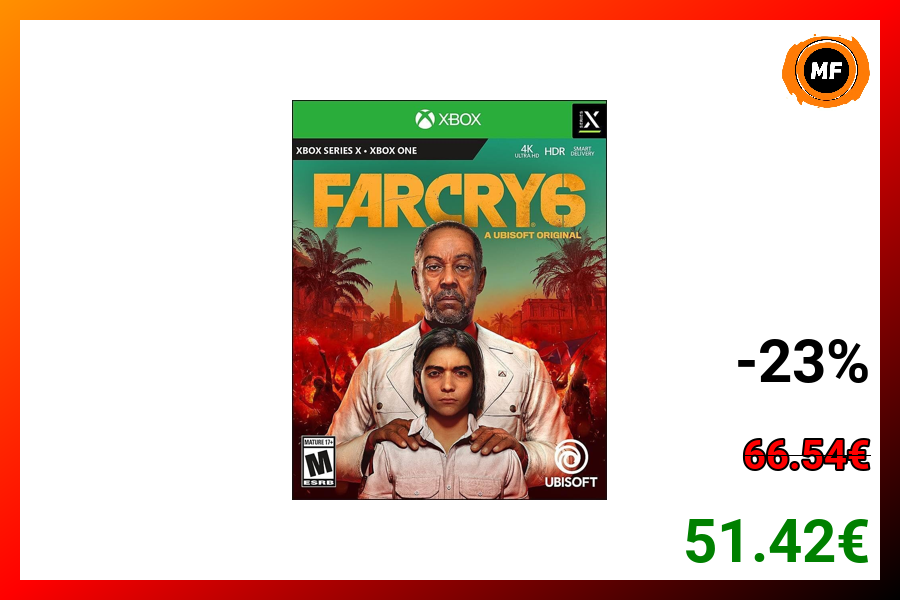 MF
XBOX
SERIES X
XBOX SERIES X • XBOX ONE
4K
ULTRA HD
HDR
SMART
DELIVERY
FARCRY6
A UBISOFT ORIGINAL
-23%
66.54€
51.42€
MATURE 17+
M
ESRB
UBISOFT